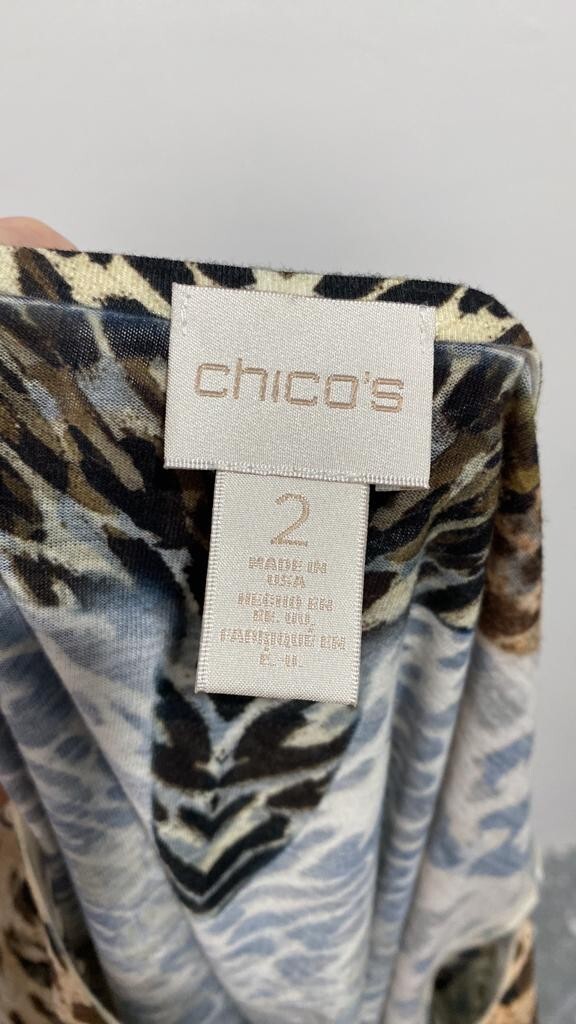 chico's
2
MADE IN
USA
HECHO EN
EE. UU.
FABRIQUÉ EN
É.-U.